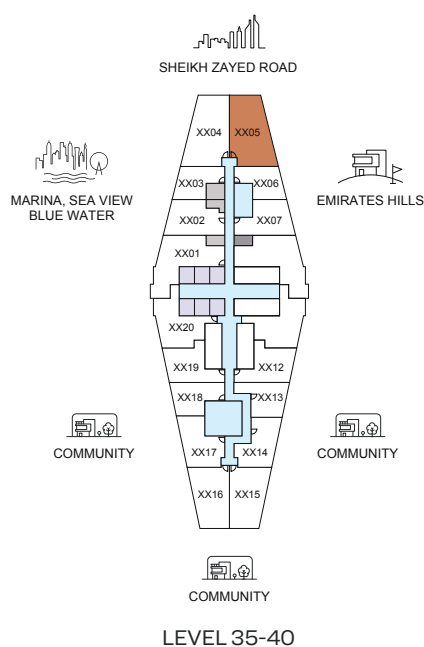 SHEIKH ZAYED ROAD
XX04
XX05
MARINA, SEA VIEW
BLUE WATER
XX03
XX06
EMIRATES HILLS
XX02
XX07
XX01
XX20
XX19
XX12
XX18
XX13
COMMUNITY
COMMUNITY
XX17
XX14
XX16
XX15
COMMUNITY
LEVEL 35-40